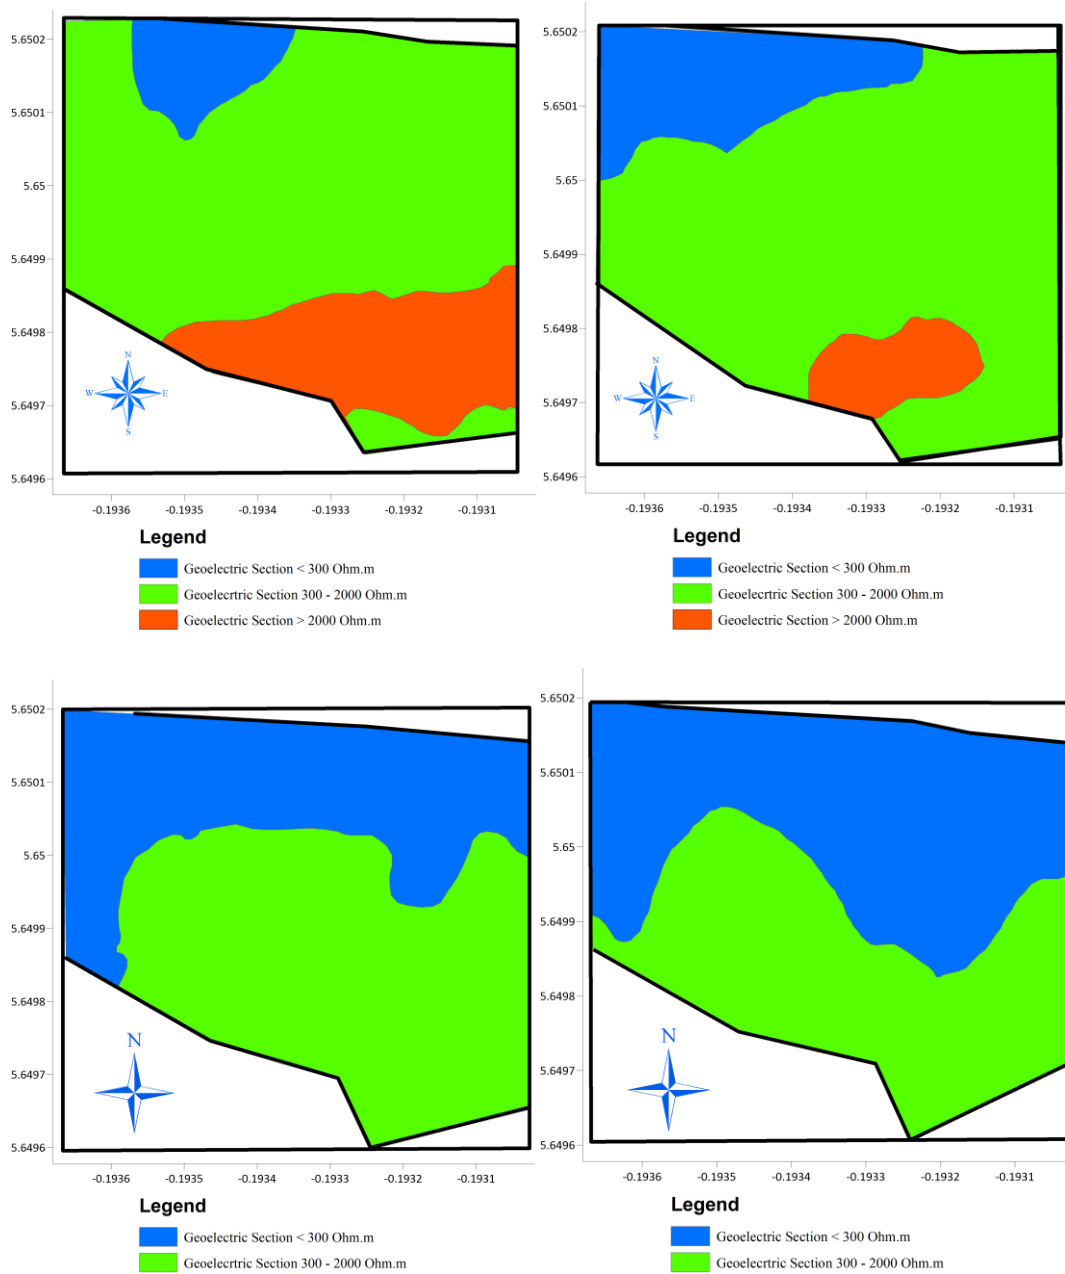 5.6502
5.6501
5.65
5.6499
5.6498
5.6497
5.6496
N
W E
S
-0.1936 -0.1935 -0.1934 -0.1933 -0.1932 -0.1931
Legend
Geoelectric Section < 300 Ohm.m
Geoelecrtric Section 300 - 2000 Ohm.m
Geoelectric Section > 2000 Ohm.m
5.6502
5.6501
5.65
5.6499
5.6498
5.6497
5.6496
N
W E
S
-0.1936 -0.1935 -0.1934 -0.1933 -0.1932 -0.1931
Legend
Geoelectric Section < 300 Ohm.m
Geoelecrtric Section 300 - 2000 Ohm.m
Geoelectric Section > 2000 Ohm.m
5.6502
5.6501
5.65
5.6499
5.6498
5.6497
5.6496
N
-0.1936 -0.1935 -0.1934 -0.1933 -0.1932 -0.1931
Legend
Geoelectric Section < 300 Ohm.m
Geoelecrtric Section 300 - 2000 Ohm.m
5.6502
5.6501
5.65
5.6499
5.6498
5.6497
5.6496
N
-0.1936 -0.1935 -0.1934 -0.1933 -0.1932 -0.1931
Legend
Geoelectric Section < 300 Ohm.m
Geoelecrtric Section 300 - 2000 Ohm.m